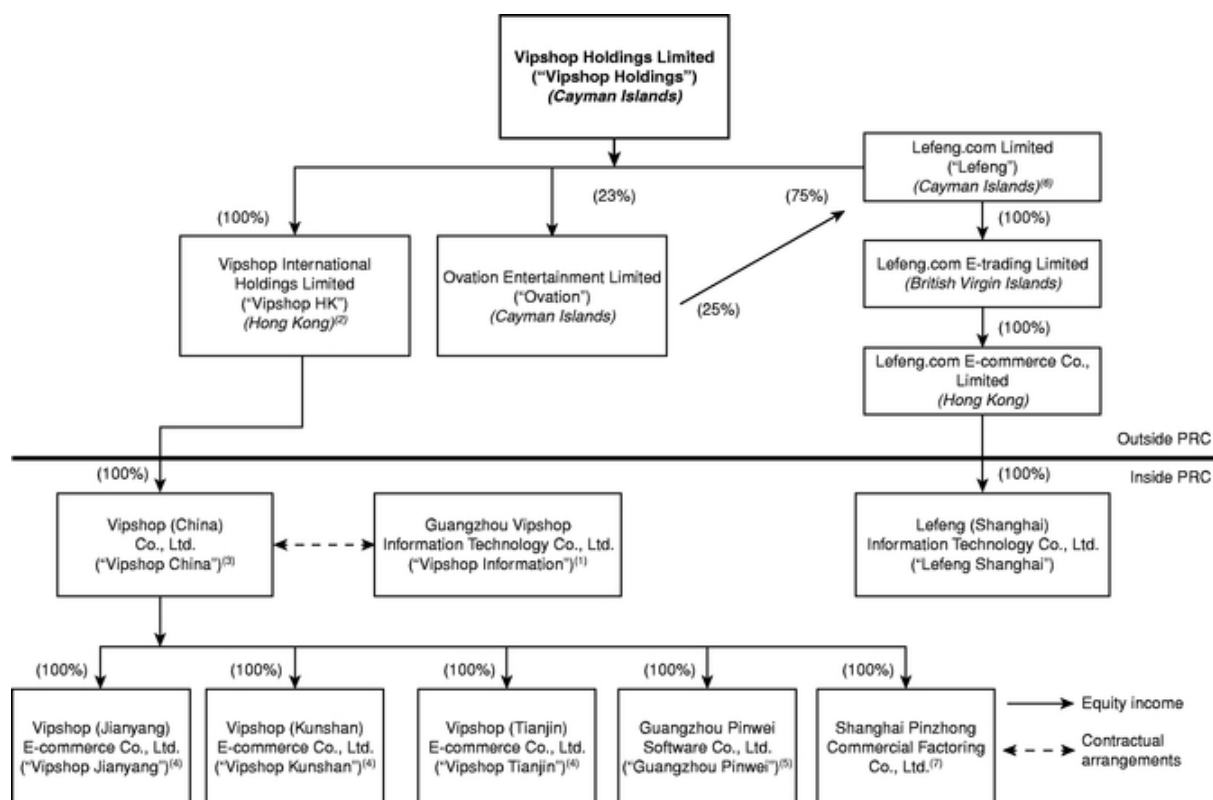 Vipshop Holdings Limited
(“Vipshop Holdings”)
(Cayman Islands)
Lefeng.com Limited
(“Lefeng”)
(Cayman Islands)(6)
(100%)
(23%)
(75%)
(100%)
Vipshop International
Holdings Limited
(“Vipshop HK”)
(Hong Kong)(2)
Ovation Entertainment Limited
(“Ovation”)
(Cayman Islands)
(25%)
Lefeng.com E-trading Limited
(British Virgin Islands)
(100%)
Lefeng.com E-commerce Co.,
Limited
(Hong Kong)
Outside PRC
(100%)
(100%)
Inside PRC
Vipshop (China)
Co., Ltd.
(“Vipshop China”)(3)
Guangzhou Vipshop
Information Technology Co., Ltd.
(“Vipshop Information”)(1)
Lefeng (Shanghai)
Information Technology Co., Ltd.
(“Lefeng Shanghai”)
(100%)
(100%)
(100%)
(100%)
(100%)
Vipshop (Jianyang)
E-commerce Co., Ltd.
(“Vipshop Jianyang”)(4)
Vipshop (Kunshan)
E-commerce Co., Ltd.
(“Vipshop Kunshan”)(4)
Vipshop (Tianjin)
E-commerce Co., Ltd.
(“Vipshop Tianjin”)(4)
Guangzhou Pinwei
Software Co., Ltd.
(“Guangzhou Pinwei”)(5)
Shanghai Pinzhong
Commercial Factoring
Co., Ltd.(7)
Equity income
Contractual
arrangements